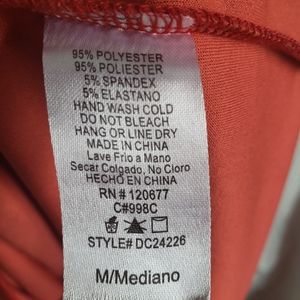 95% POLYESTER
95% POLIESTER
5% SPANDEX
5% ELASTANO
HAND WASH COLD
DO NOT BLEACH
HANG OR LINE DRY
MADE IN CHINA
Lave Frio a Mano
Secar Colgado, No Cloro
HECHO EN CHINA
RN # 120677
C#998C
STYLE# DC24226
M/Mediano